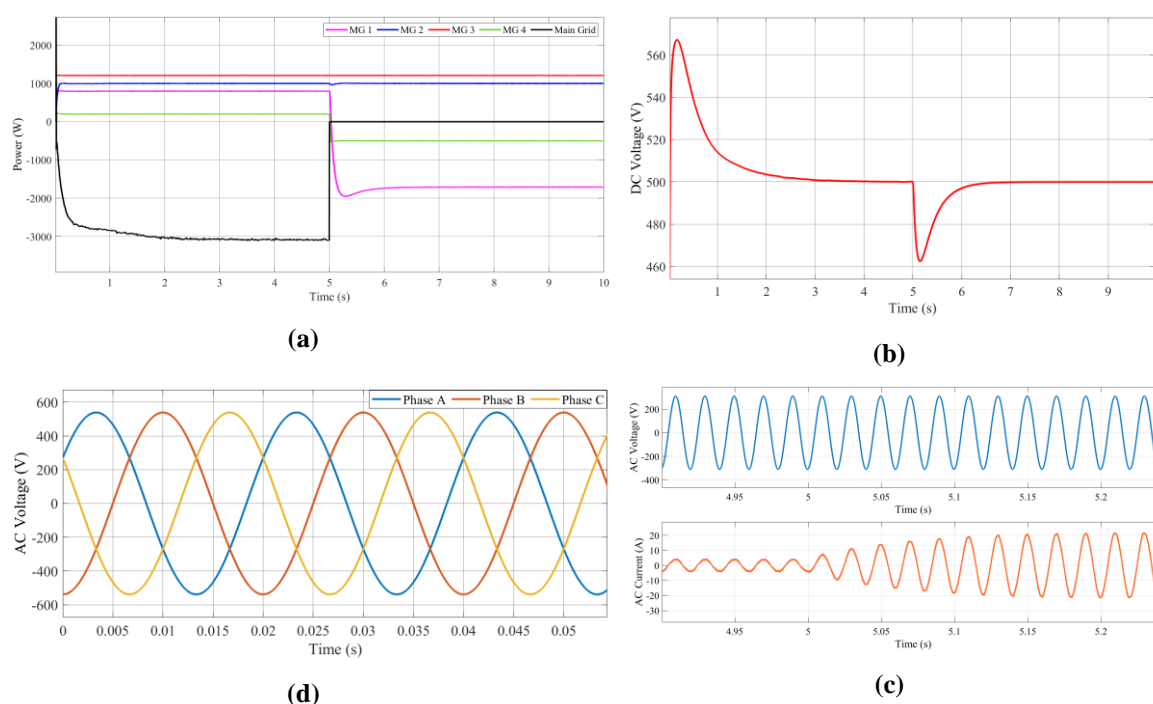 MG 1 MG 2 MG 3 MG 4 Main Grid
2000
1000
0
-1000
-2000
-3000
Power (W)
1 2 3 4 5 6 7 8 9 10
Time (s)
(a)
560
540
520
500
480
460
DC Voltage (V)
1 2 3 4 5 6 7 8 9
Time (s)
(b)
Phase A Phase B Phase C
600
400
200
0
-200
-400
-600
AC Voltage (V)
0 0.005 0.01 0.015 0.02 0.025 0.03 0.035 0.04 0.045 0.05
Time (s)
(d)
200
0
-200
-400
AC Voltage (V)
4.95 5 5.05 5.1 5.15 5.2
Time (s)
20
10
0
-10
-20
-30
AC Current (A)
4.95 5 5.05 5.1 5.15 5.2
Time (s)
(c)